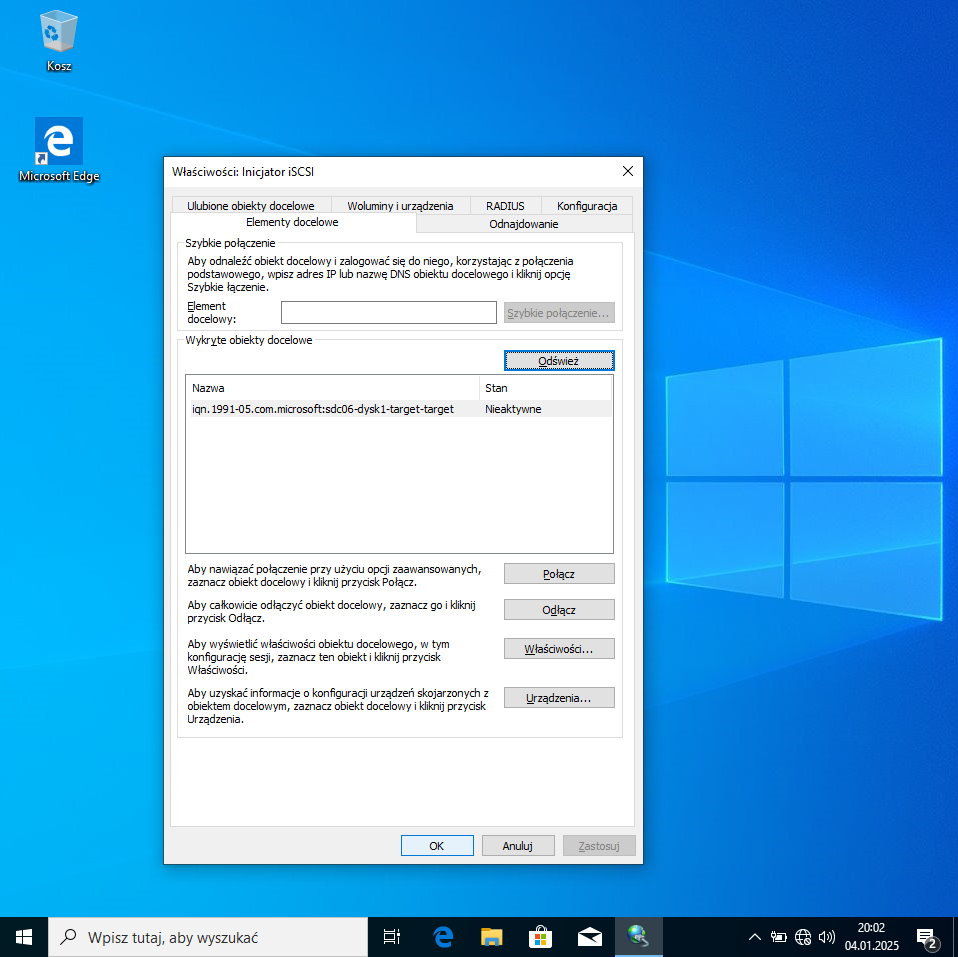 Kosz
Microsoft Edge
Właściwości: Inicjator iSCSI
Ulubione obiekty docelowe
Woluminy i urządzenia
RADIUS
Konfiguracja
Elementy docelowe
Odnajdowanie
Szybkie połączenie
Aby odnaleźć obiekt docelowy i zalogować się do niego, korzystając z połączenia
podstawowego, wpisz adres IP lub nazwę DNS obiektu docelowego i kliknij opcję
Szybkie łączenie.
Element
docelowy:
Szybkie połączenie...
Wykryte obiekty docelowe
Odśwież
Nazwa
Stan
iqn.1991-05.com.microsoft:sdc06-dysk1-target-target
Nieaktywne
Aby nawiązać połączenie przy użyciu opcji zaawansowanych,
zaznacz obiekt docelowy i kliknij przycisk Połącz.
Połącz
Aby całkowicie odłączyć obiekt docelowy, zaznacz go i kliknij
przycisk Odłącz.
Odłącz
Aby wyświetlić właściwości obiektu docelowego, w tym
konfigurację sesji, zaznacz ten obiekt i kliknij przycisk
Właściwości.
Właściwości...
Aby uzyskać informacje o konfiguracji urządzeń skojarzonych z
obiektem docelowym, zaznacz obiekt docelowy i kliknij przycisk
Urządzenia.
Urządzenia...
OK
Anuluj
Zastosuj
Wpisz tutaj, aby wyszukać
20:02
04.01.2025
2